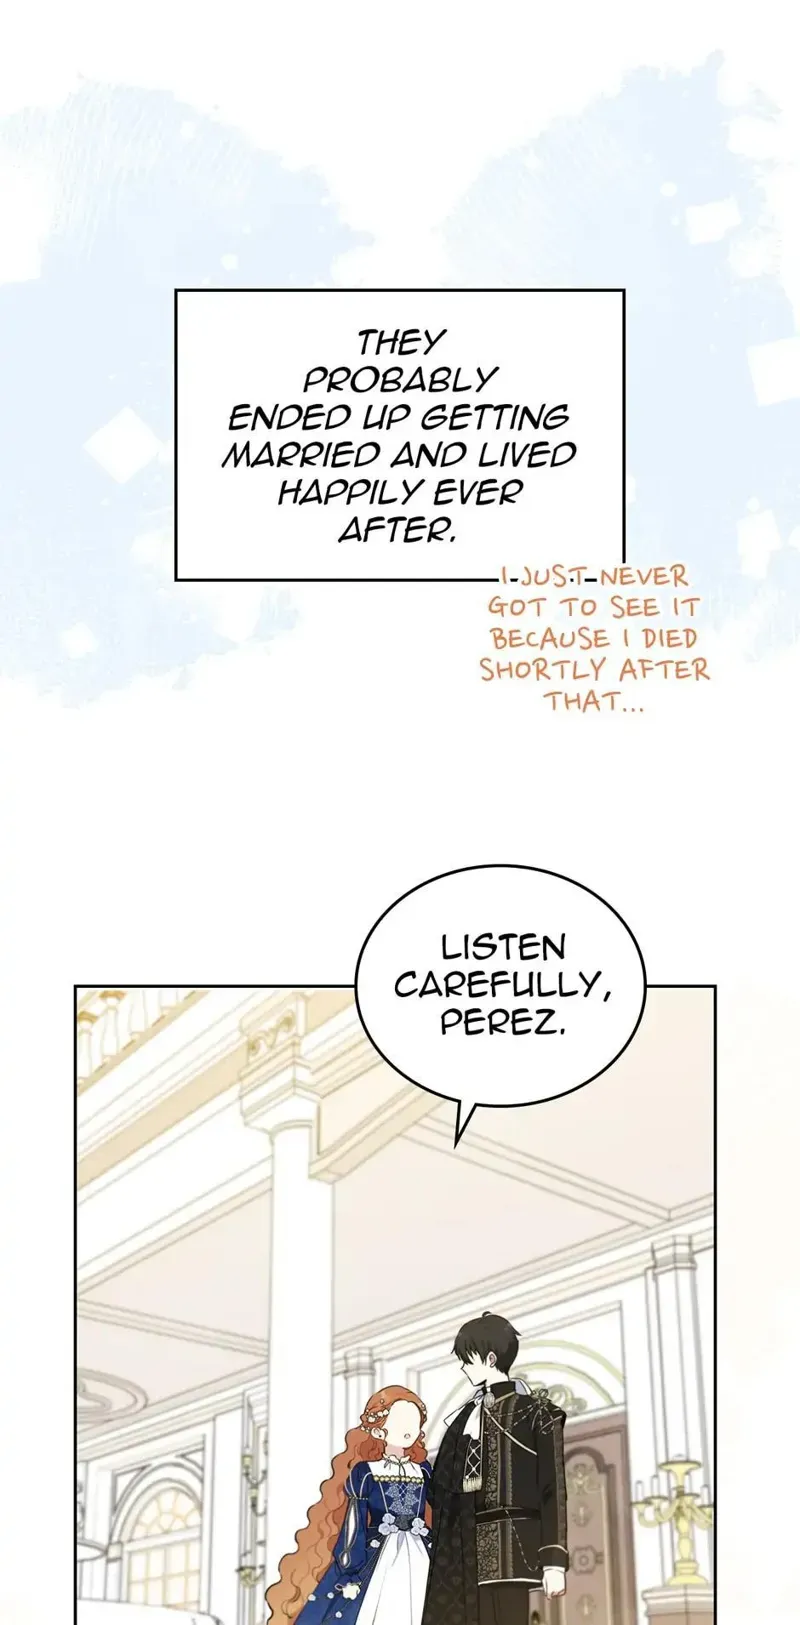 THEY
PROBABLY
ENDED UP GETTING
MARRIED AND LIVED
HAPPILY EVER
AFTER.
I JUST NEVER
GOT TO SEE IT
BECAUSE I DIED
SHORTLY AFTER
THAT...
LISTEN
CAREFULLY,
PEREZ.